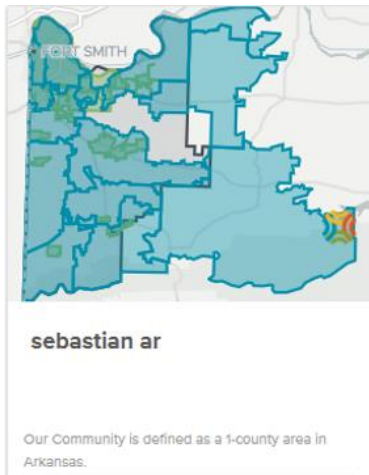 FORT SMITH
sebastian ar
Our Community is defined as a 1-county area in
Arkansas.